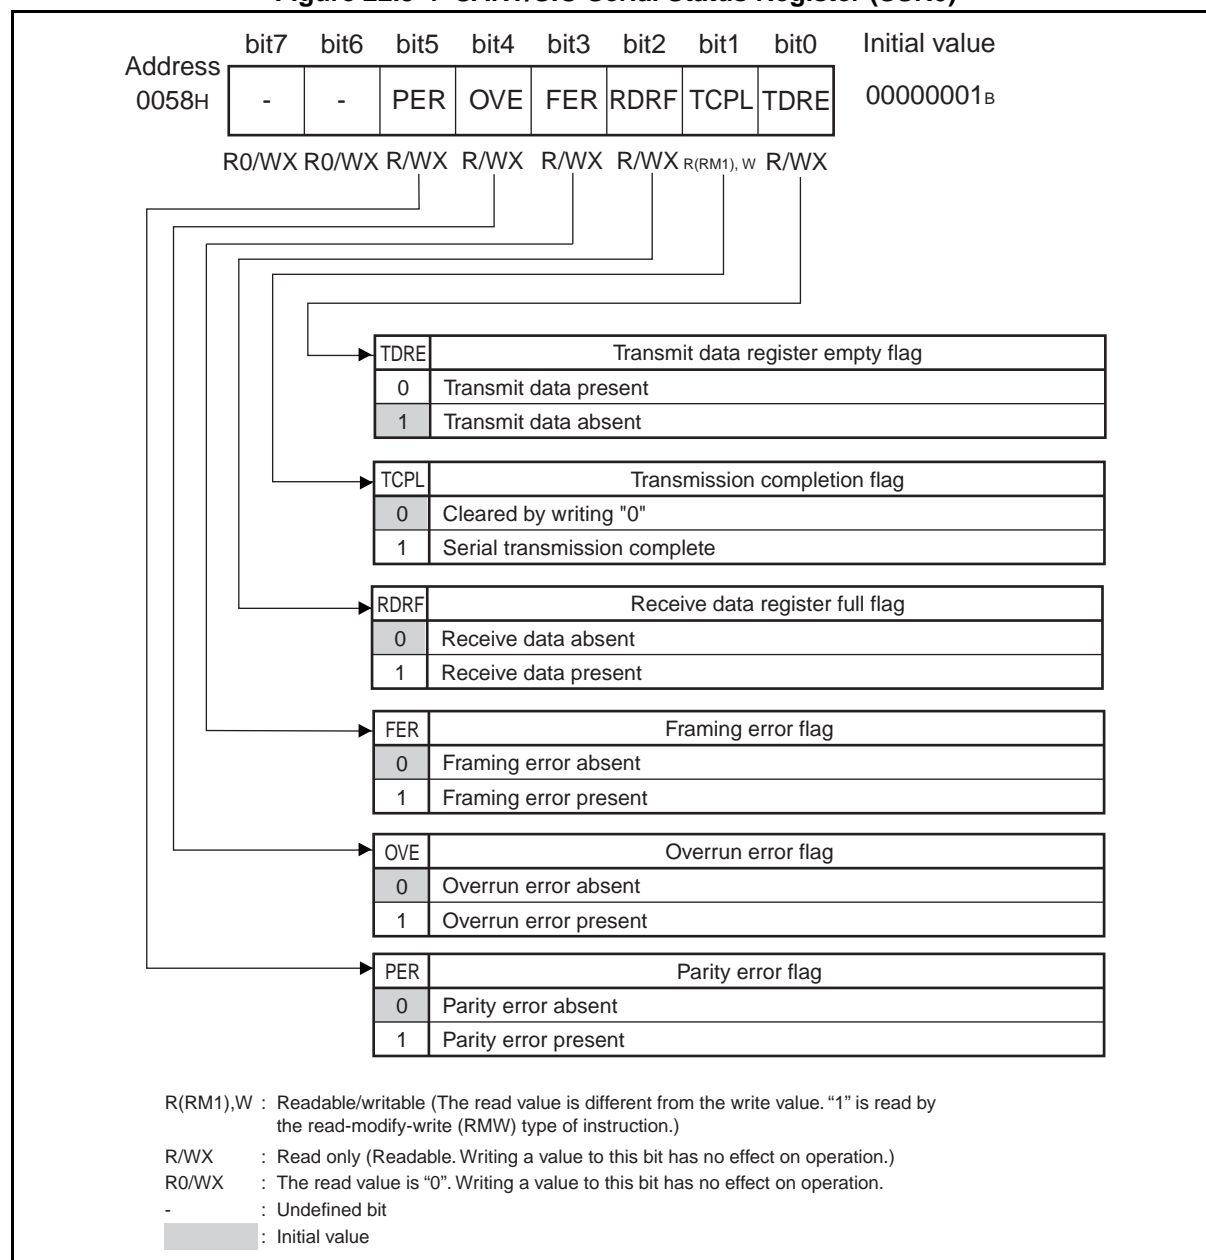 bit7 bit6 bit5 bit4 bit3 bit2 bit1 bit0 Initial value
Address
0058H - - PER OVE FER RDRF TCPL TDRE 00000001B
R0/WX R0/WX R/WX R/WX R/WX R/WX R(RM1), W R/WX
TDRE Transmit data register empty flag
0 Transmit data present
1 Transmit data absent
TCPL Transmission completion flag
0 Cleared by writing "0"
1 Serial transmission complete
RDRF Receive data register full flag
0 Receive data absent
1 Receive data present
FER Framing error flag
0 Framing error absent
1 Framing error present
OVE Overrun error flag
0 Overrun error absent
1 Overrun error present
PER Parity error flag
0 Parity error absent
1 Parity error present
R(RM1),W : Readable/writable (The read value is different from the write value. “1” is read by
the read-modify-write (RMW) type of instruction.)
R/WX : Read only (Readable. Writing a value to this bit has no effect on operation.)
R0/WX : The read value is “0”. Writing a value to this bit has no effect on operation.
- : Undefined bit
: Initial value